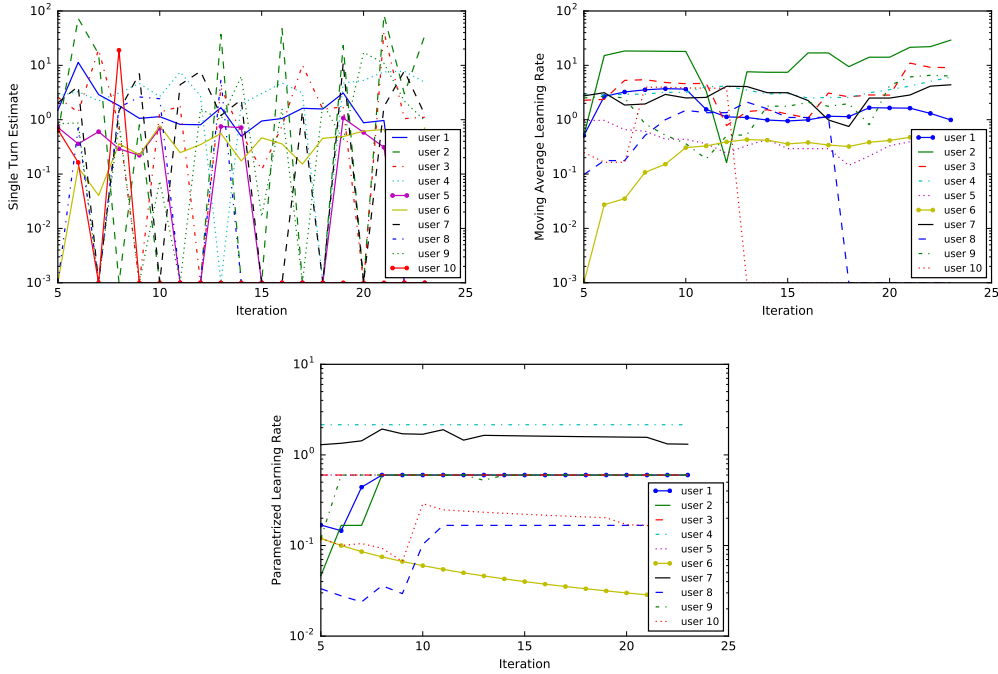 Single Turn Estimate
10^2
10^1
10^0
10^-1
10^-2
10^-3
5
10
15
20
25
Iteration
user 1
user 2
user 3
user 4
user 5
user 6
user 7
user 8
user 9
user 10
Moving Average Learning Rate
10^2
10^1
10^0
10^-1
10^-2
10^-3
5
10
15
20
25
Iteration
user 1
user 2
user 3
user 4
user 5
user 6
user 7
user 8
user 9
user 10
Parametrized Learning Rate
10^1
10^0
10^-1
10^-2
5
10
15
20
25
Iteration
user 1
user 2
user 3
user 4
user 5
user 6
user 7
user 8
user 9
user 10